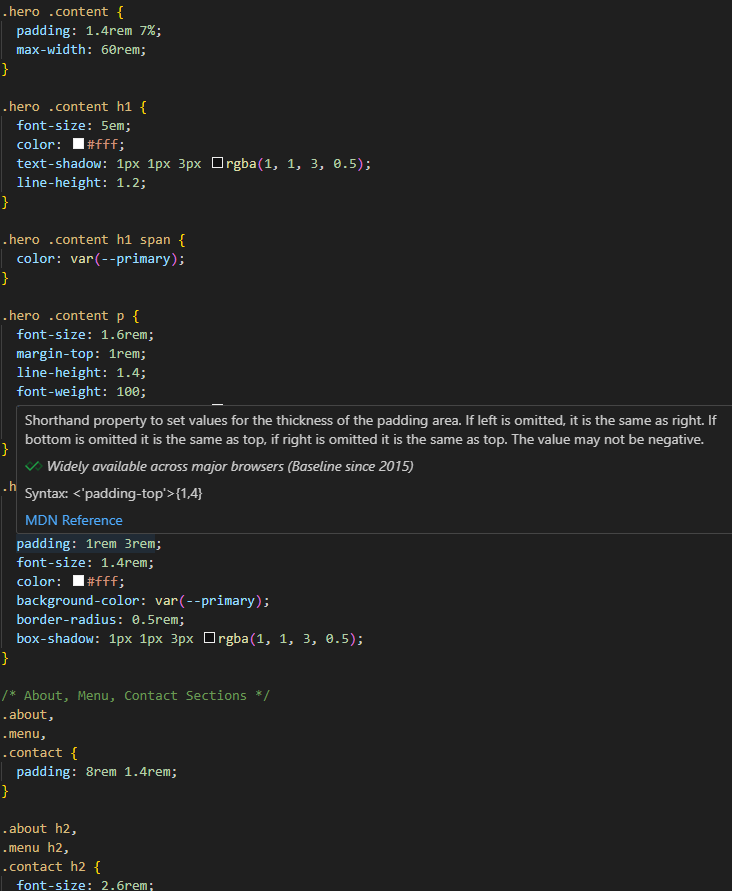 .hero .content {
padding: 1.4rem 7%;
max-width: 60rem;
}
.hero .content h1 {
font-size: 5em;
color: #fff;
text-shadow: 1px 1px 3px rgba(1, 1, 3, 0.5);
line-height: 1.2;
}
.hero .content h1 span {
color: var(--primary);
}
.hero .content p {
font-size: 1.6rem;
margin-top: 1rem;
line-height: 1.4;
font-weight: 100;
Shorthand property to set values for the thickness of the padding area. If left is omitted, it is the same as right. If
bottom is omitted it is the same as top, if right is omitted it is the same as top. The value may not be negative.
}
Widely available across major browsers (Baseline since 2015)
.h
Syntax: <'padding-top'>{1,4}
MDN Reference
padding: 1rem 3rem;
font-size: 1.4rem;
color: #fff;
background-color: var(--primary);
border-radius: 0.5rem;
box-shadow: 1px 1px 3px rgba(1, 1, 3, 0.5);
}
/* About, Menu, Contact Sections */
.about,
.menu,
.contact {
padding: 8rem 1.4rem;
}
.about h2,
.menu h2,
.contact h2 {
font-size: 2.6rem;